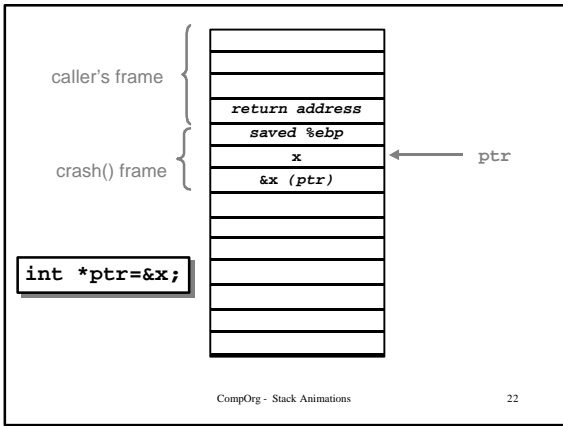 caller's frame
return address
saved %ebp
x
ptr
crash() frame
&x (ptr)
int *ptr=&x;
CompOrg - Stack Animations
22